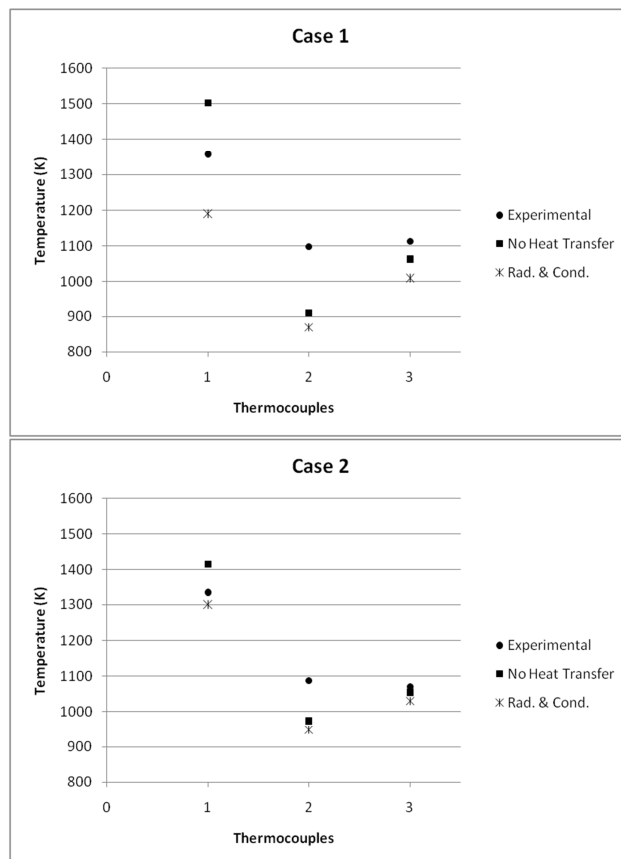 Case 1
Temperature (K)
1600
1500
1400
1300
1200
1100
1000
900
800
0 1 2 3
Thermocouples
Experimental
No Heat Transfer
Rad. & Cond.
Case 2
Temperature (K)
1600
1500
1400
1300
1200
1100
1000
900
800
0 1 2 3
Thermocouples
Experimental
No Heat Transfer
Rad. & Cond.